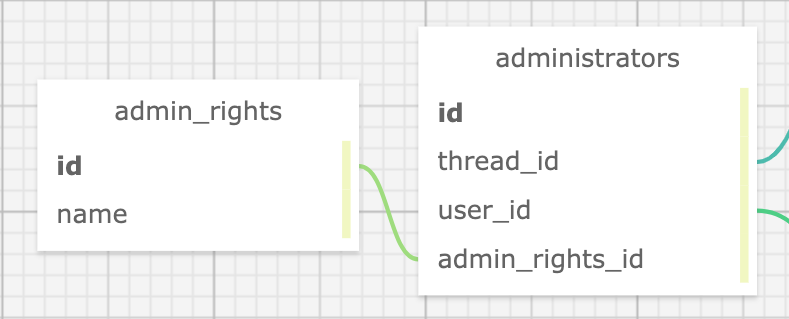 admin_rights
id
name
administrators
id
thread_id
user_id
admin_rights_id